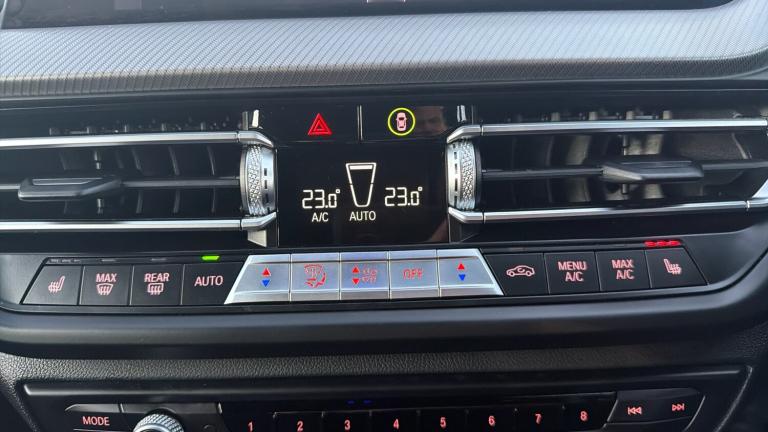 23.0° 23.0°
A/C AUTO
MAX REAR AUTO OFF MENU A/C MAX A/C
MODE 1 2 3 4 5 6 7 8